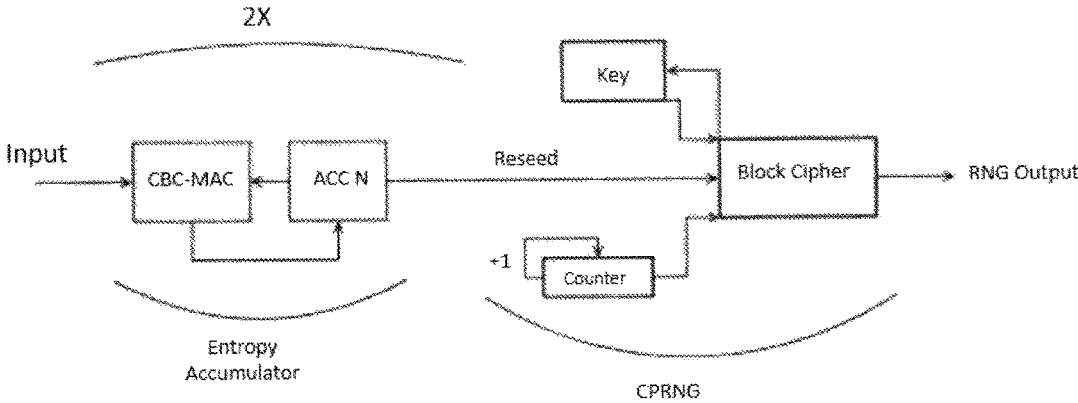 2X
Key
Input
CBC-MAC
ACC N
Reseed
Block Cipher
RNG Output
+1
Counter
Entropy
Accumulator
CPRNG